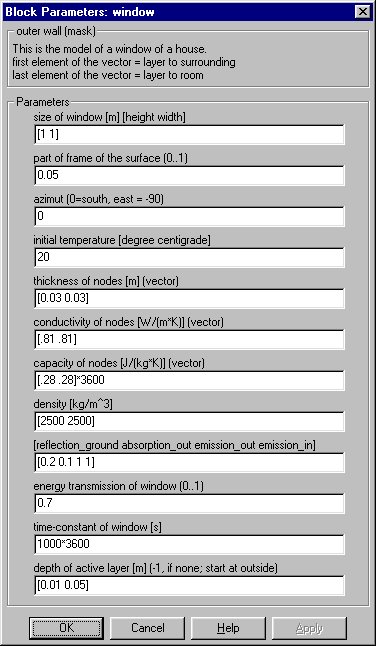 Block Parameters: window
outer wall (mask)
This is the model of a window of a house.
first element of the vector = layer to surrounding
last element of the vector = layer to room
Parameters
size of window [m] [height width]
[1 1]
part of frame of the surface (0..1)
0.05
azimut (0=south, east = -90)
0
initial temperature [degree centigrade]
20
thickness of nodes [m] (vector)
[0.03 0.03]
conductivity of nodes [W/(m*K)] (vector)
[.81 .81]
capacity of nodes [J/(kg*K)] (vector)
[.28 .28]*3600
density [kg/m^3]
[2500 2500]
[reflection_ground absorption_out emission_out emission_in]
[0.2 0.1 1 1]
energy transmission of window (0..1)
0.7
time-constant of window [s]
1000*3600
depth of active layer [m] (-1, if none; start at outside)
[0.01 0.05]
OK Cancel Help Apply